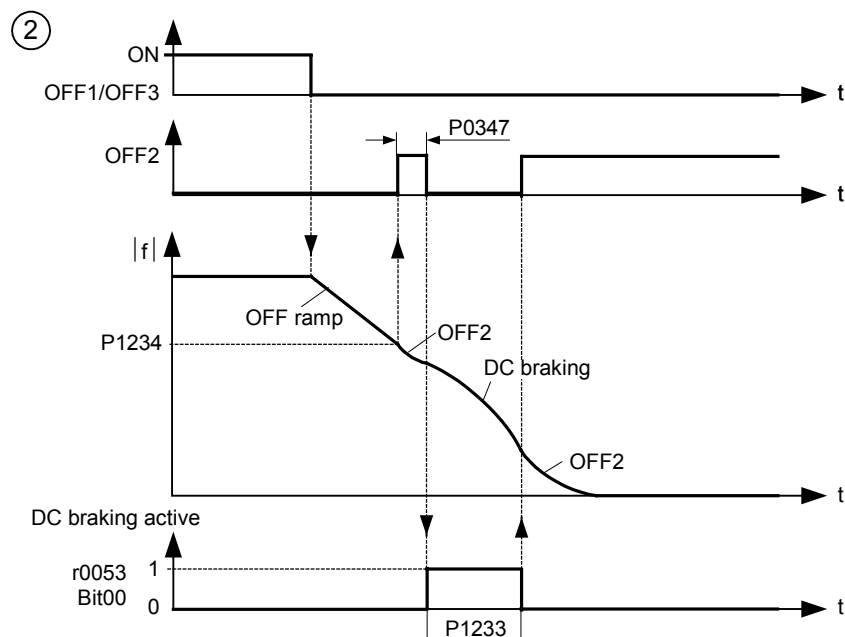 2
ON
OFF1/OFF3
t
P0347
OFF2
t
|f|
OFF ramp
P1234
OFF2
DC braking
OFF2
t
DC braking active
r0053 1
Bit00 0
t
P1233